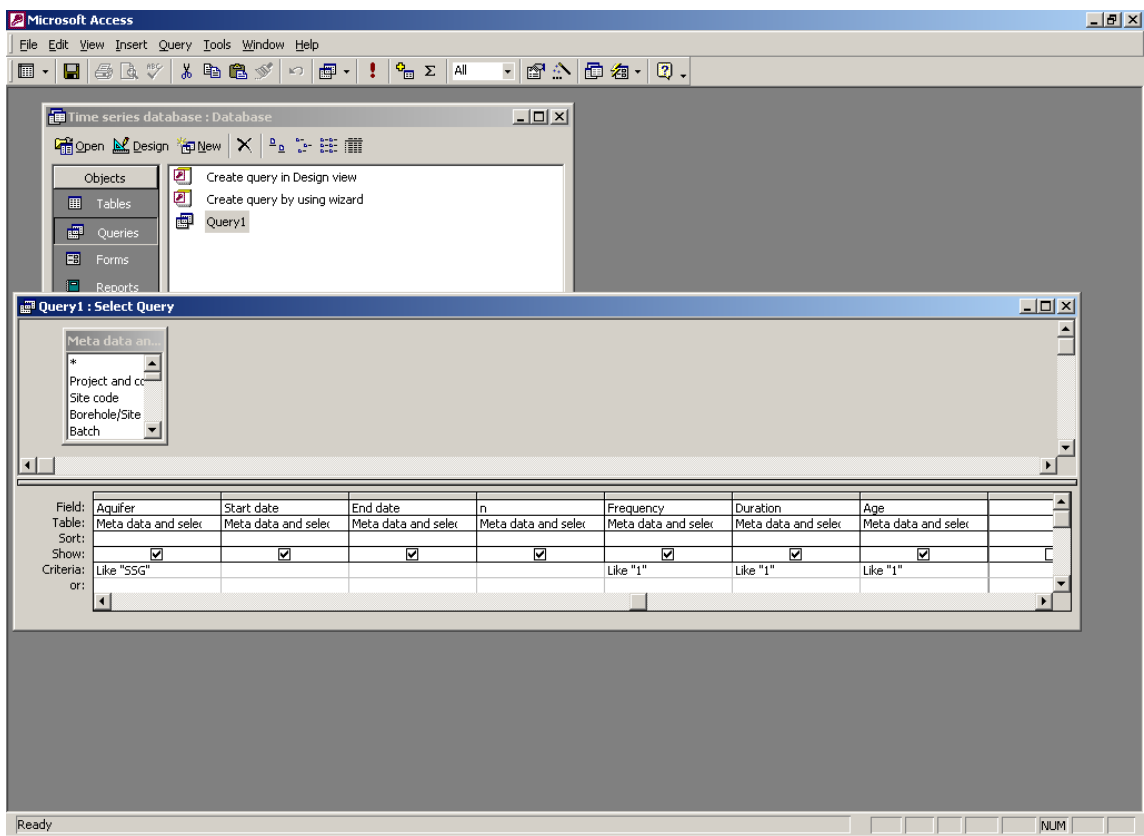 Microsoft Access
File Edit View Insert Query Tools Window Help
All
Time series database : Database
Open Design New
Objects
Create query in Design view
Tables
Create query by using wizard
Queries
Query1
Forms
Reports
Query1 : Select Query
Meta data an...
*
Project and co
Site code
Borehole/Site
Batch
Field: Aquifer Start date End date n Frequency Duration Age
Table: Meta data and selec Meta data and selec Meta data and selec Meta data and selec Meta data and selec Meta data and selec Meta data and selec
Sort:
Show:
Criteria: Like "SSG" Like "1" Like "1" Like "1"
or:
Ready NUM